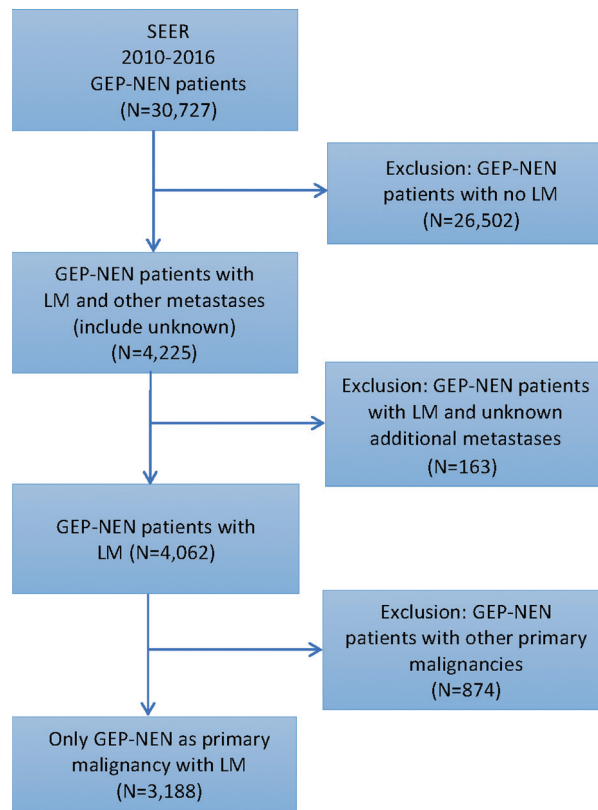 SEER
2010-2016
GEP-NEN patients
(N=30,727)
Exclusion: GEP-NEN
patients with no LM
(N=26,502)
GEP-NEN patients with
LM and other metastases
(include unknown)
(N=4,225)
Exclusion: GEP-NEN patients
with LM and unknown
additional metastases
(N=163)
GEP-NEN patients with
LM (N=4,062)
Exclusion: GEP-NEN
patients with other primary
malignancies
(N=874)
Only GEP-NEN as primary
malignancy with LM
(N=3,188)